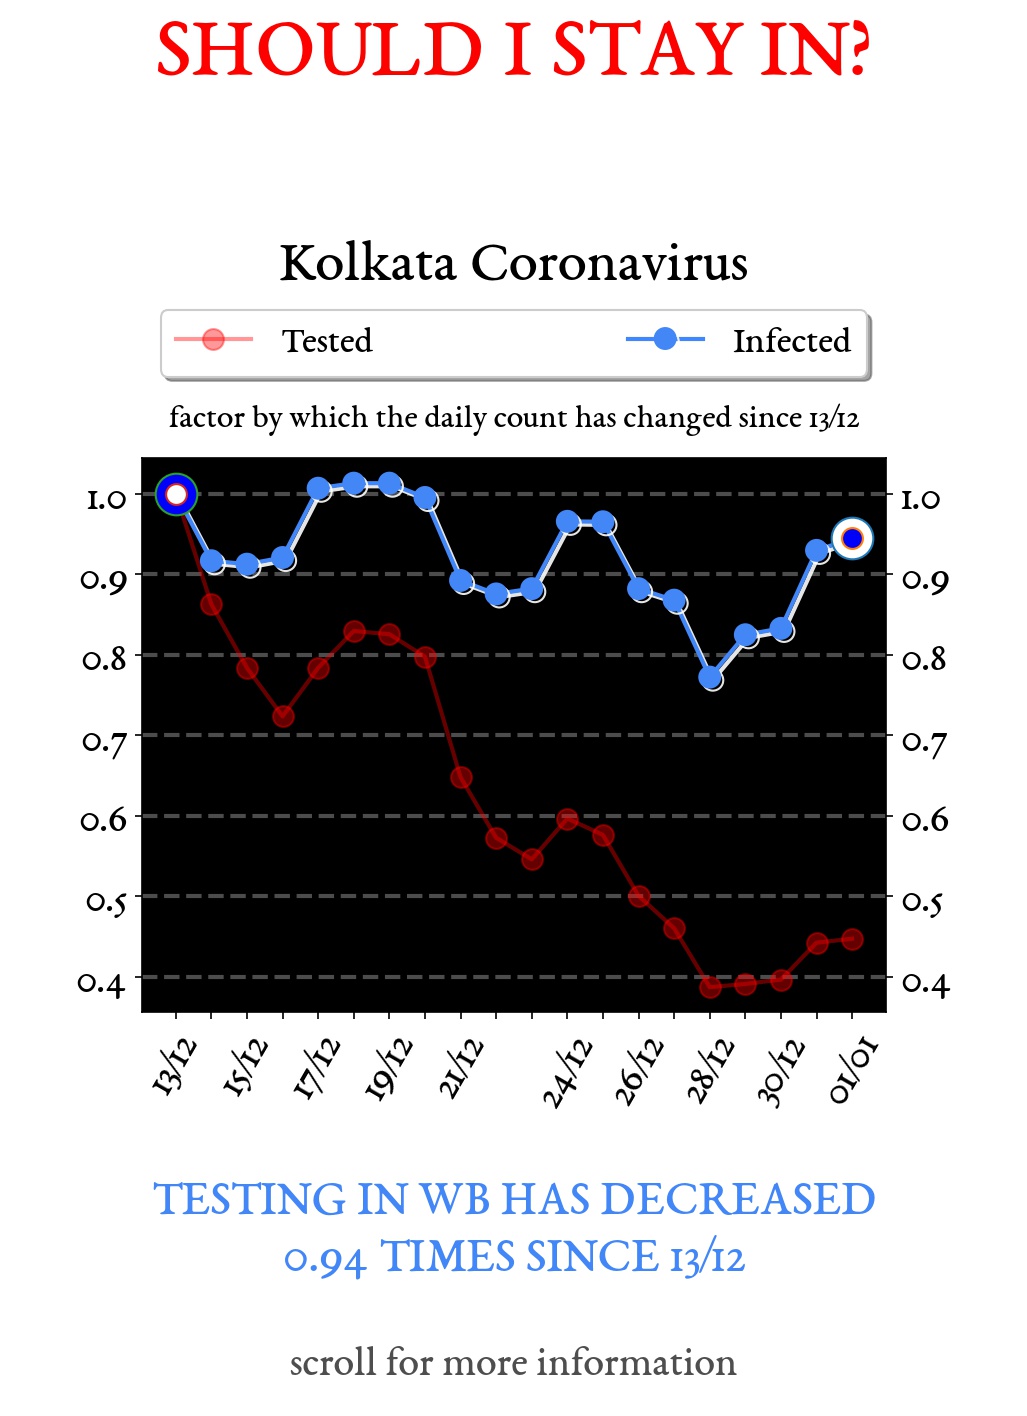 SHOULD I STAY IN?
Kolkata Coronavirus
Tested Infected
factor by which the daily count has changed since 13/12
1.0 1.0
0.9 0.9
0.8 0.8
0.7 0.7
0.6 0.6
0.5 0.5
0.4 0.4
13/12 15/12 17/12 19/12 21/12 24/12 26/12 28/12 30/12 01/01
TESTING IN WB HAS DECREASED
0.94 TIMES SINCE 13/12
scroll for more information